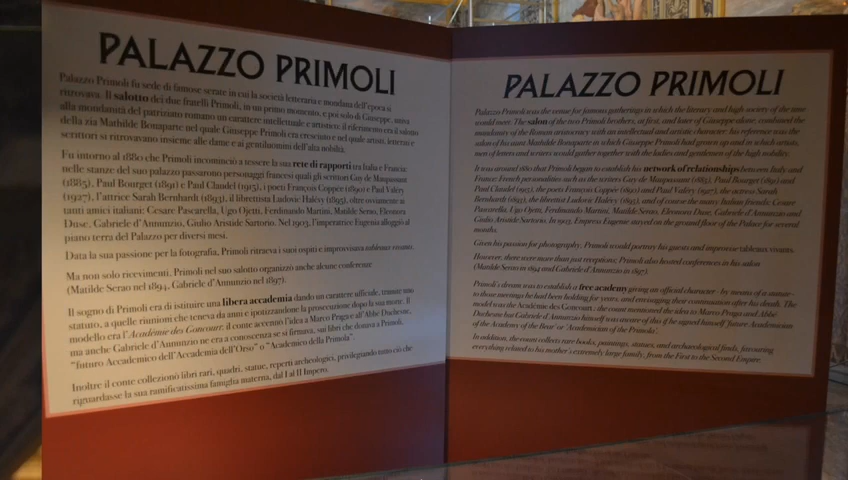 PALAZZO PRIMOLI
Palazzo Primoli fu sede di famose serate in cui la società letteraria e mondana dell'epoca si
ritrovava. Il salotto dei due fratelli Primoli, in un primo momento, e poi solo di Giuseppe, univa
alla mondanità del patriziato romano un carattere intellettuale e artistico: il riferimento era il salotto
della zia Mathilde Bonaparte nel quale Giuseppe Primoli era cresciuto e nel quale artisti, letterati e
scrittori si ritrovavano insieme alle dame e ai gentiluomini dell'alta nobiltà.
Fu intorno al 1880 che Primoli incominciò a tessere la sua rete di rapporti tra Italia e Francia:
nelle stanze del suo palazzo passarono personaggi francesi quali gli scrittori Guy de Maupassant
(1885), Paul Bourget (1891) e Paul Claudel (1915), i poeti François Coppée (1890) e Paul Valéry
(1927), l'attrice Sarah Bernhardt (1893), il librettista Ludovic Halévy (1893), oltre ovviamente ai
tanti amici italiani: Cesare Pascarella, Ugo Ojetti, Ferdinando Martini, Matilde Serao, Eleonora
Duse, Gabriele d'Annunzio, Giulio Aristide Sartorio. Nel 1903, l'imperatrice Eugenia alloggiò al
piano terra del Palazzo per diversi mesi.
Data la sua passione per la fotografia, Primoli ritraeva i suoi ospiti e improvvisava tableaux vivants.
Ma non solo ricevimenti. Primoli nel suo salotto organizzò anche alcune conferenze
(Matilde Serao nel 1894, Gabriele d'Annunzio nel 1897).
Il sogno di Primoli era di istituire una libera accademia dando un carattere ufficiale, tramite uno
statuto, a quelle riunioni che teneva da anni e ipotizzandone la prosecuzione dopo la sua morte. Il
modello era l'Académie des Goncourt: il conte accennò l'idea a Marco Praga e all'Abbé Duchesne,
ma anche Gabriele d'Annunzio ne era a conoscenza se si firmava, sui libri che donava a Primoli,
"futuro Accademico dell'Accademia dell'Orso" o "Academico della Primola".
Inoltre il conte collezionò libri rari, quadri, statue, reperti archeologici, privilegiando tutto ciò che
riguardasse la sua ramificatissima famiglia materna, dal I al II Impero.
PALAZZO PRIMOLI
Palazzo Primoli was the venue for famous gatherings in which the literary and high society of the time
would meet. The salon of the two Primoli brothers, at first, and later of Giuseppe alone, combined the
mundanity of the Roman aristocracy with an intellectual and artistic character: his reference was the
salon of his aunt Mathilde Bonaparte in which Giuseppe Primoli had grown up and in which artists,
men of letters and writers would gather together with the ladies and gentlemen of the high nobility.
It was around 1880 that Primoli began to establish his network of relationships between Italy and
France: French personalities such as the writers Guy de Maupassant (1885), Paul Bourget (1891) and
Paul Claudel (1915), the poets François Coppée (1890) and Paul Valéry (1927), the actress Sarah
Bernhardt (1893), the librettist Ludovic Halévy (1893), and of course the many Italian friends: Cesare
Pascarella, Ugo Ojetti, Ferdinando Martini, Matilde Serao, Eleonora Duse, Gabriele d'Annunzio and
Giulio Aristide Sartorio. In 1903, Empress Eugenie stayed on the ground floor of the Palace for several
months.
Given his passion for photography, Primoli would portray his guests and improvise tableaux vivants.
However, there were more than just receptions; Primoli also hosted conferences in his salon
(Matilde Serao in 1894 and Gabriele d'Annunzio in 1897).
Primoli's dream was to establish a free academy giving an official character - by means of a statute -
to those meetings he had been holding for years, and envisaging their continuation after his death. The
model was the Académie des Goncourt; the count mentioned the idea to Marco Praga and Abbé
Duchesne but Gabriele d'Annunzio himself was aware of this if he signed himself 'future Academician
of the Academy of the Bear' or 'Academician of the Primola'.
In addition, the count collects rare books, paintings, statues, and archaeological finds, favouring
everything related to his mother's extremely large family, from the First to the Second Empire.